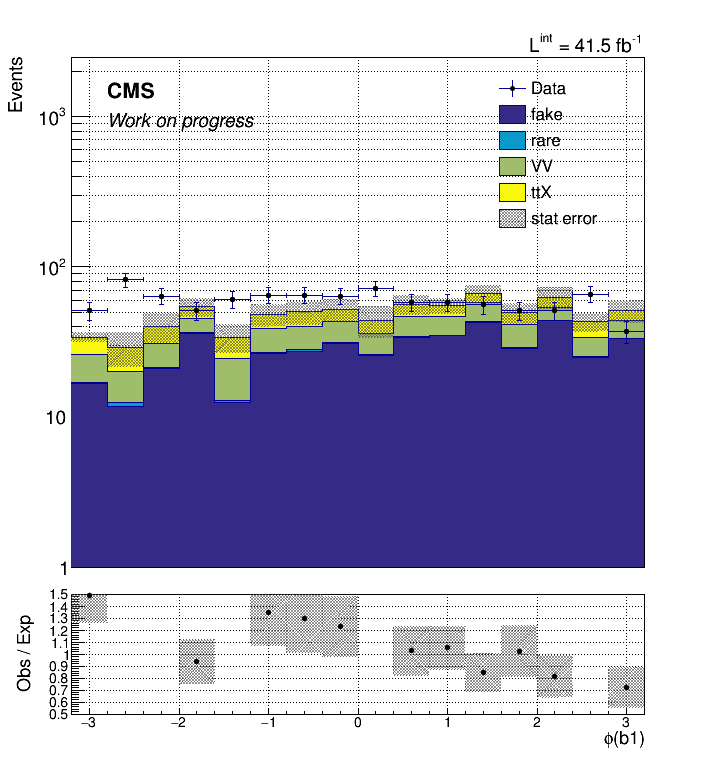 L^int = 41.5 fb^-1
Events
CMS
Work on progress
Data
fake
rare
VV
ttX
stat error
10^3
10^2
10
1
Obs / Exp
1.5
1.4
1.3
1.2
1.1
1
0.9
0.8
0.7
0.6
0.5
−3 −2 −1 0 1 2 3
ϕ(b1)